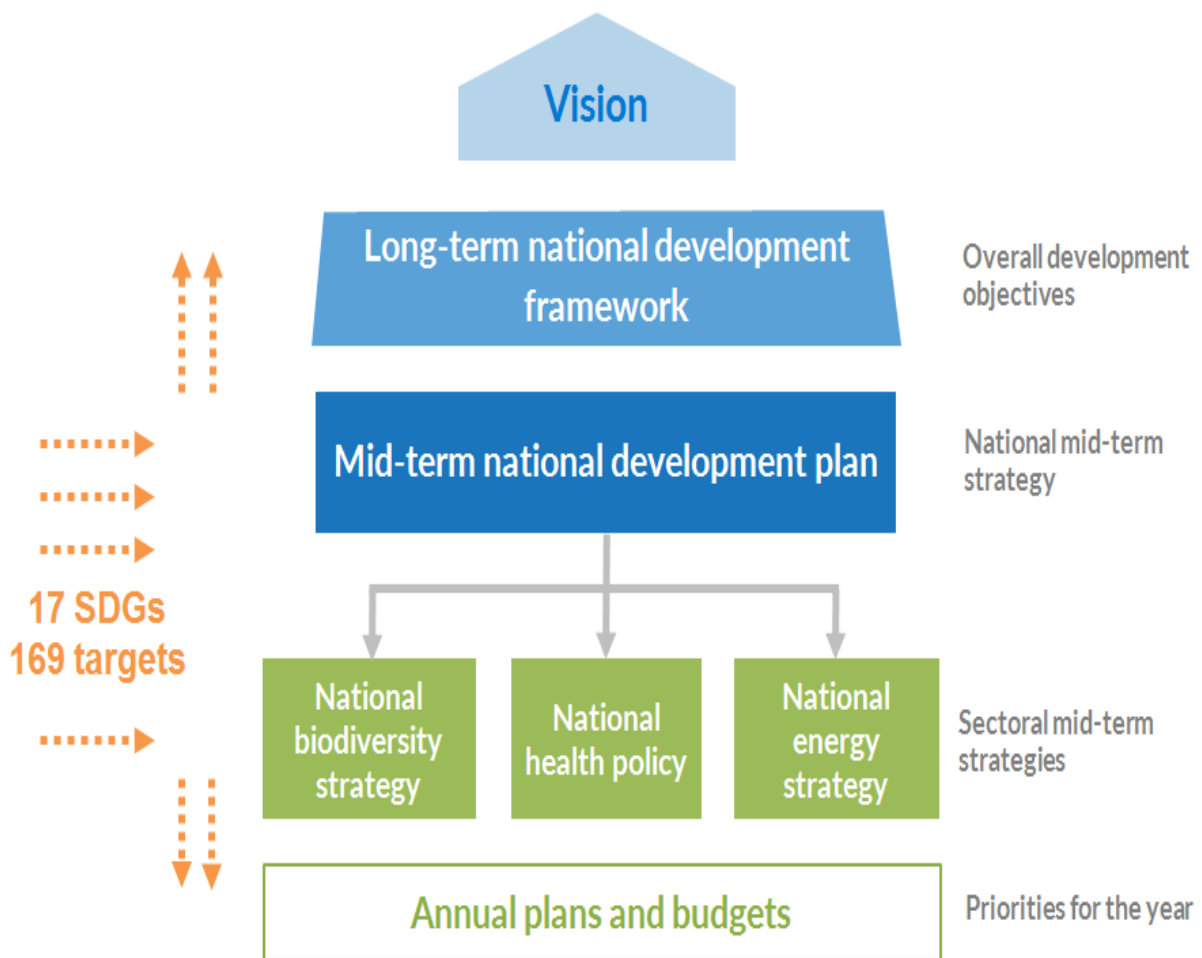 Vision
Long-term national development
framework
Overall development
objectives
Mid-term national development plan
National mid-term
strategy
17 SDGs
169 targets
National
biodiversity
strategy
National
health policy
National
energy
strategy
Sectoral mid-term
strategies
Annual plans and budgets
Priorities for the year